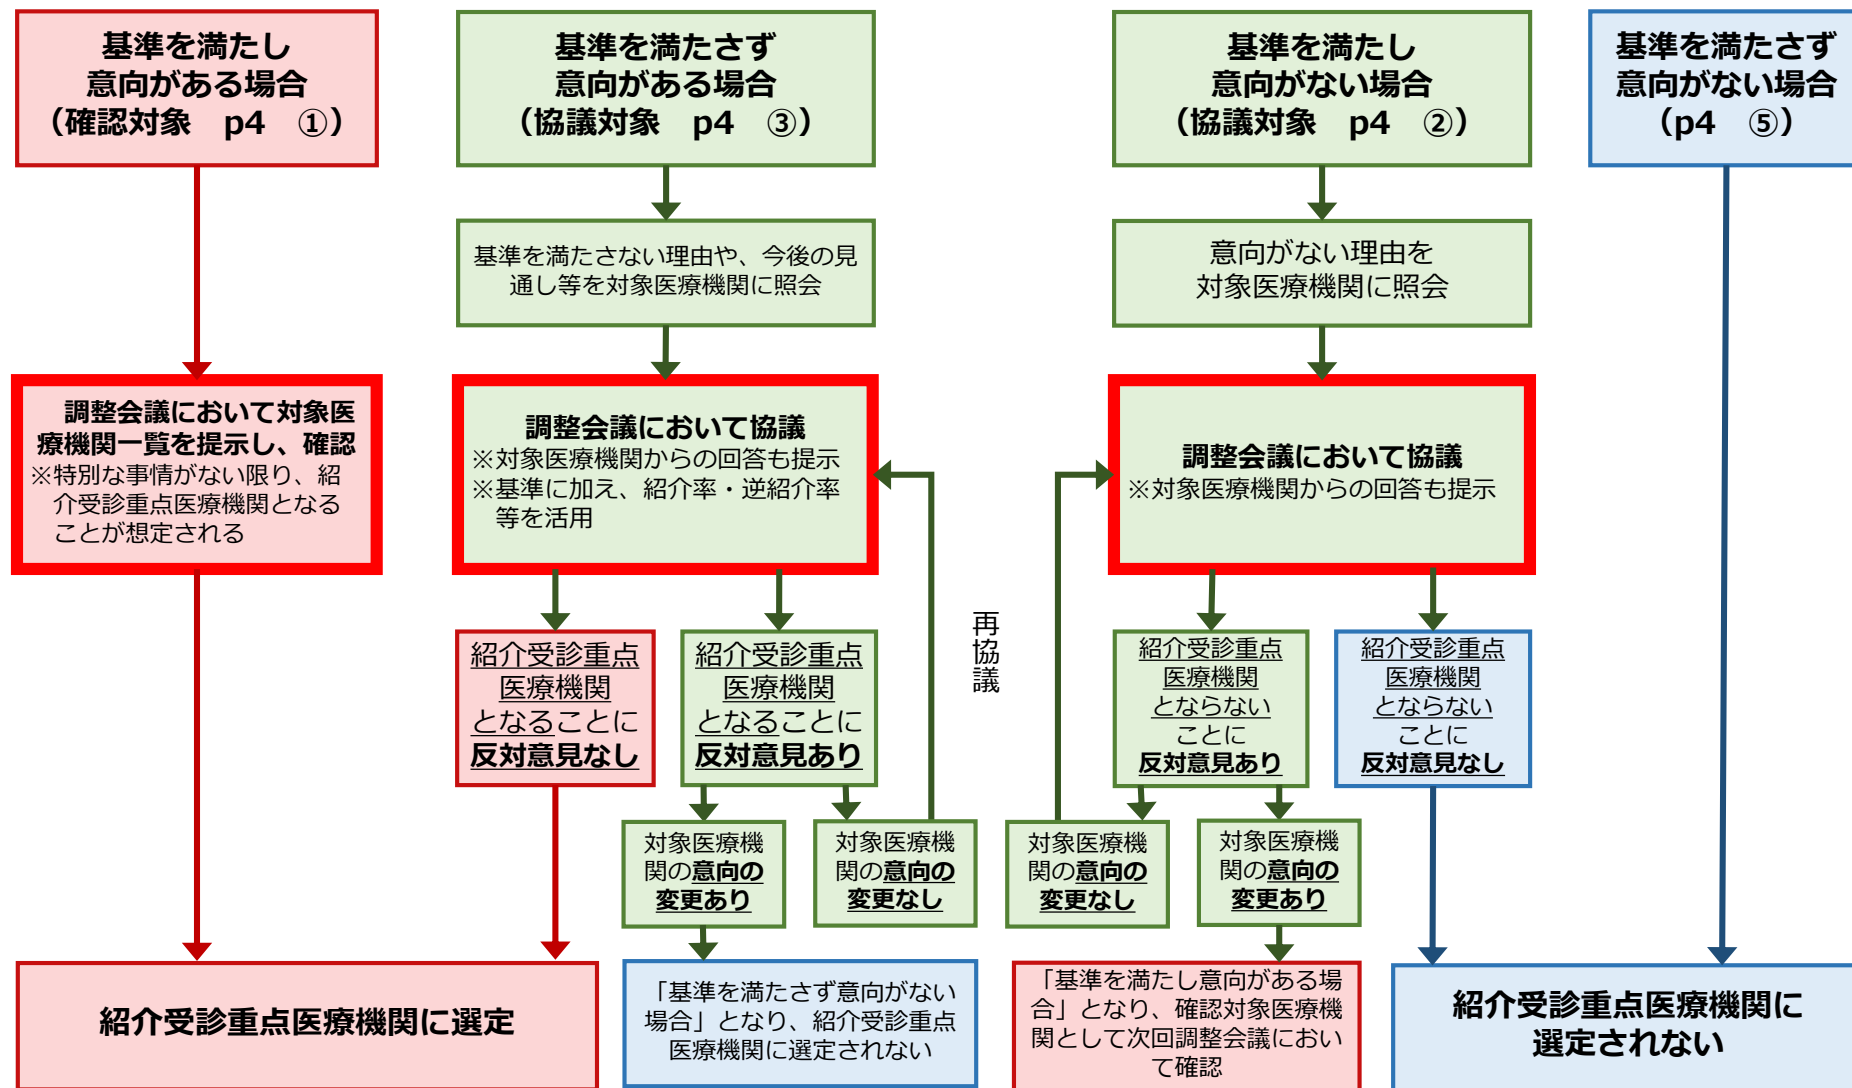 基準を満たし
意向がある場合
（確認対象　p4　①）
基準を満たさず
意向がある場合
（協議対象　p4　③）
基準を満たし
意向がない場合
（協議対象　p4　②）
基準を満たさず
意向がない場合
（p4　⑤）
基準を満たさない理由や、今後の見
通し等を対象医療機関に照会
意向がない理由を
対象医療機関に照会
調整会議において対象医
療機関一覧を提示し、確認
※特別な事情がない限り、紹
介受診重点医療機関となる
ことが想定される
調整会議において協議
※対象医療機関からの回答も提示
※基準に加え、紹介率・逆紹介率
等を活用
調整会議において協議
※対象医療機関からの回答も提示
紹介受診重点
医療機関
となることに
反対意見なし
紹介受診重点
医療機関
となることに
反対意見あり
再協議
紹介受診重点
医療機関
とならない
ことに
反対意見あり
紹介受診重点
医療機関
とならない
ことに
反対意見なし
対象医療機
関の意向の
変更あり
対象医療機
関の意向の
変更なし
対象医療機
関の意向の
変更なし
対象医療機
関の意向の
変更あり
紹介受診重点医療機関に選定
「基準を満たさず意向がない
場合」となり、紹介受診重点
医療機関に選定されない
「基準を満たし意向がある場
合」となり、確認対象医療機
関として次回調整会議におい
て確認
紹介受診重点医療機関に
選定されない